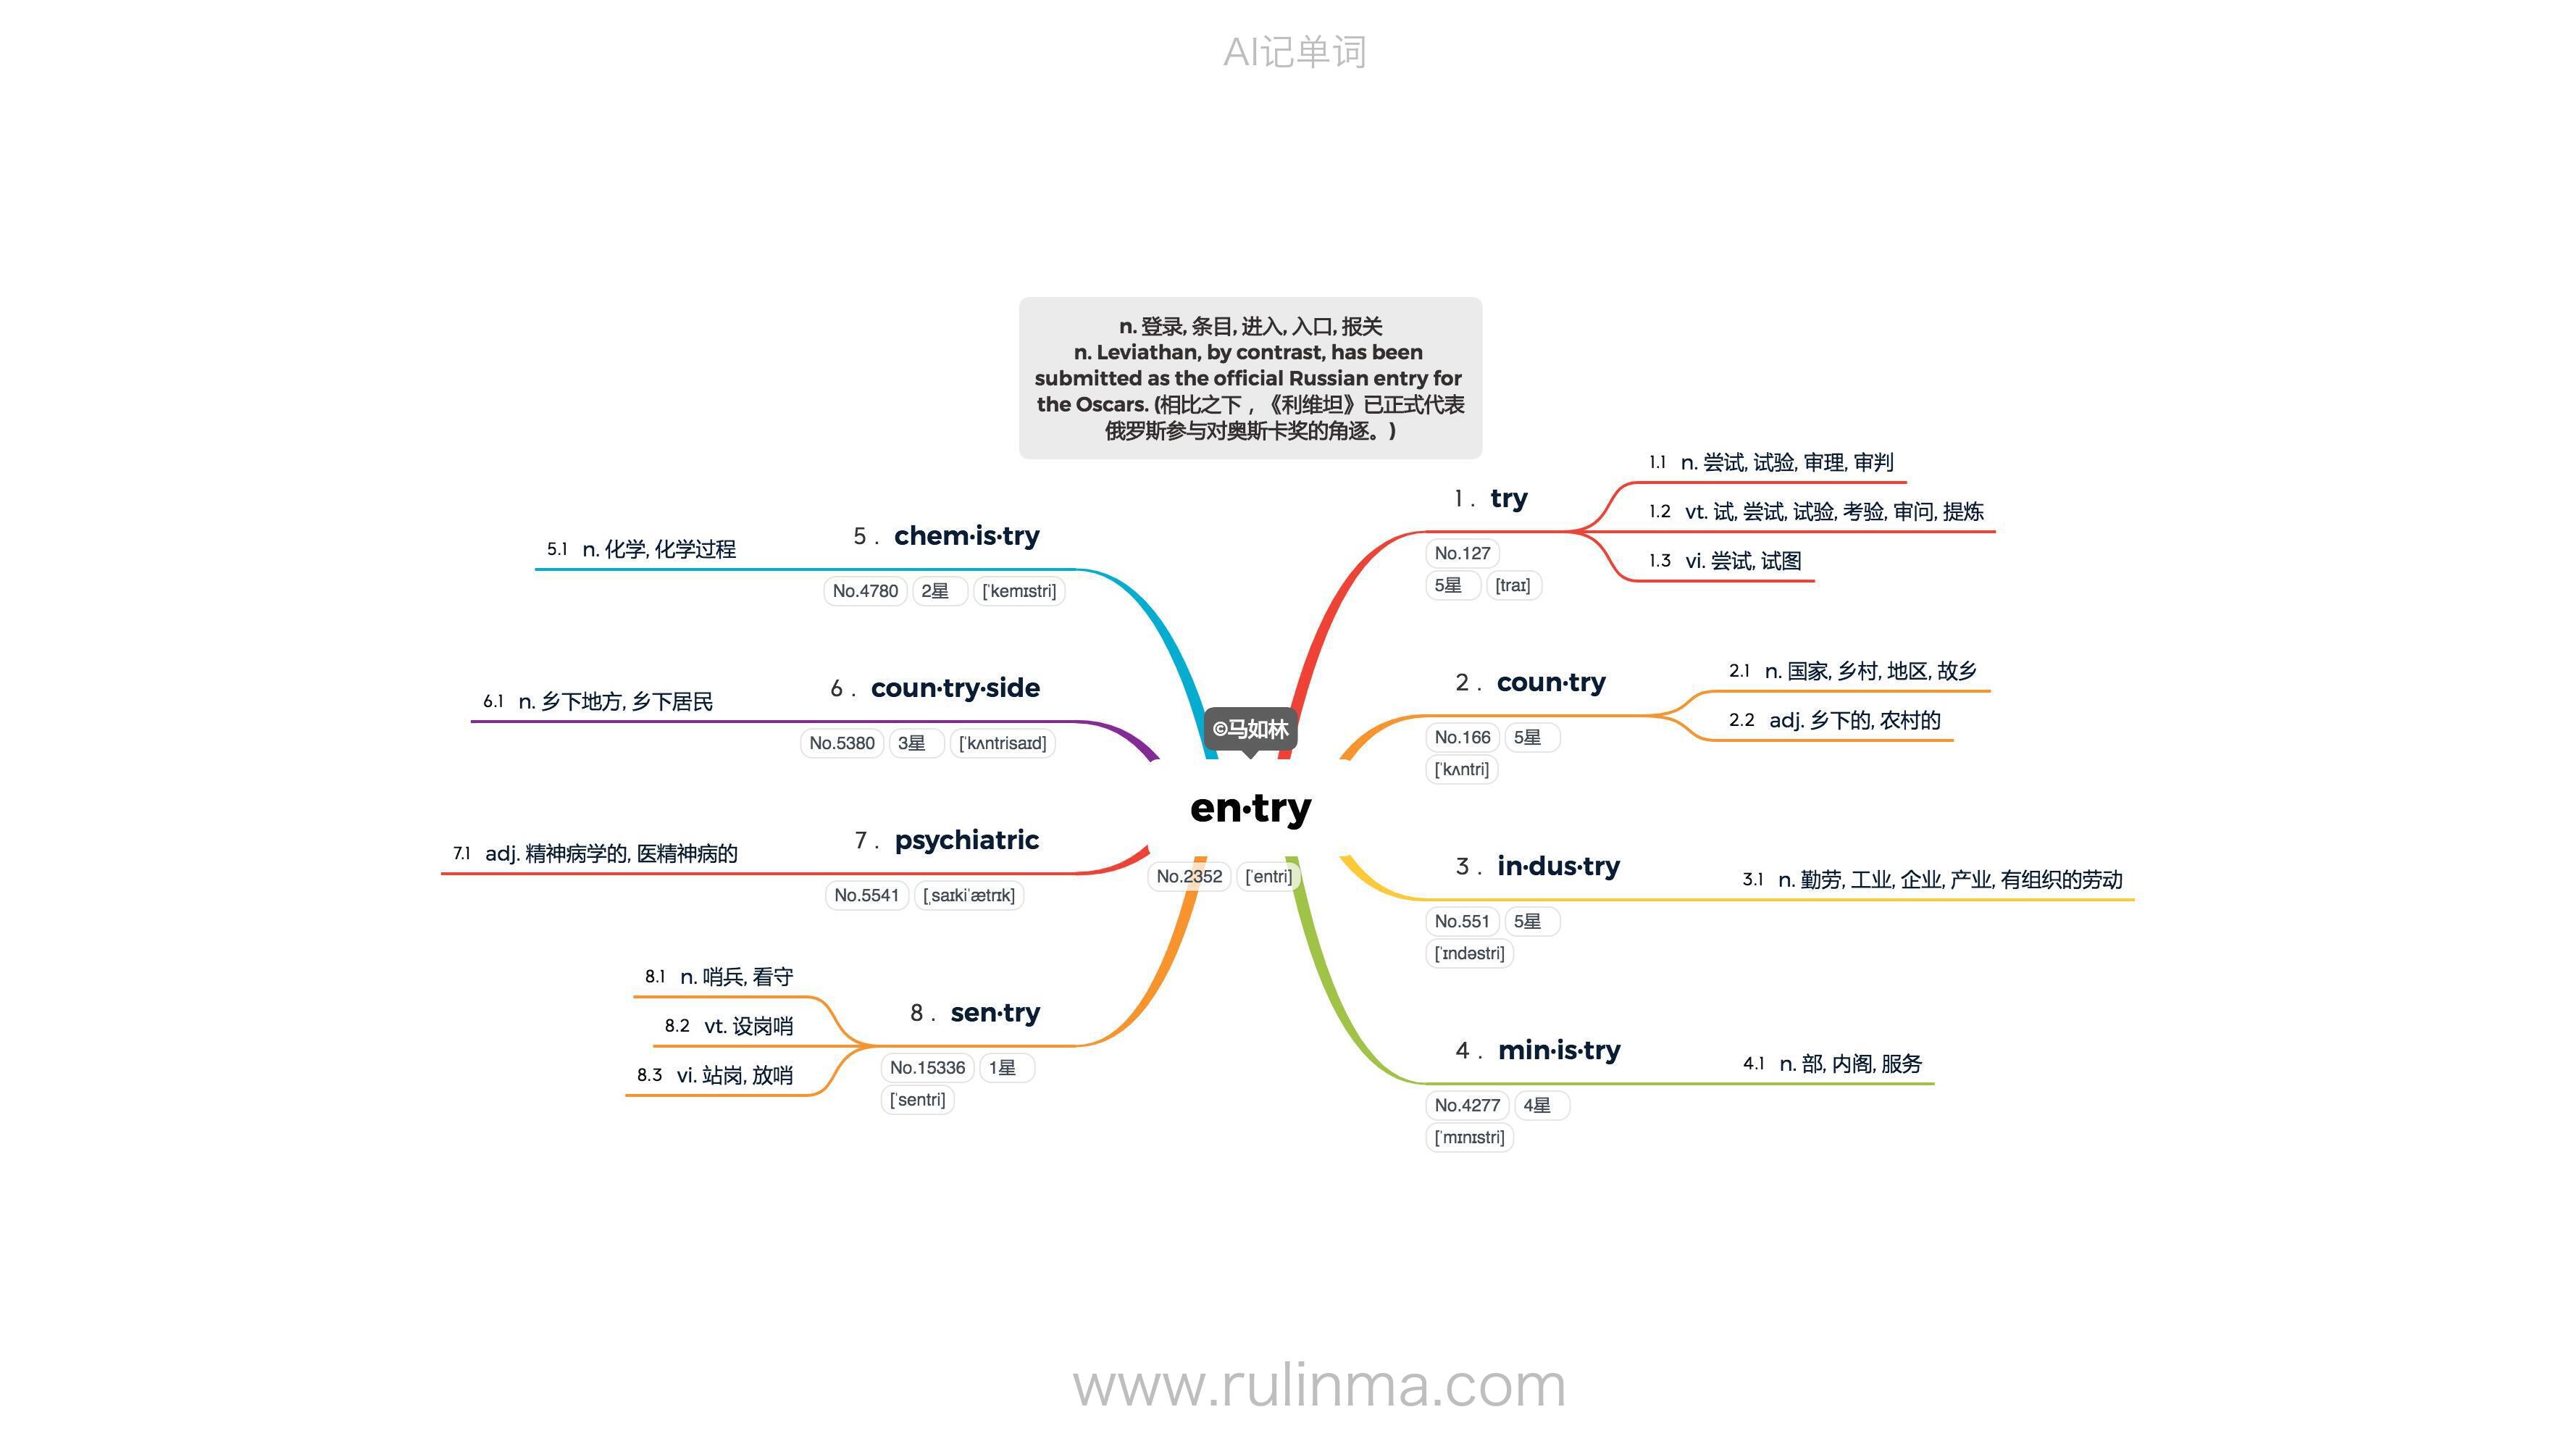 AI记单词
n. 登录, 条目, 进入, 入口, 报关
n. Leviathan, by contrast, has been
submitted as the official Russian entry for
the Oscars. (相比之下，《利维坦》已正式代表
俄罗斯参与对奥斯卡奖的角逐。)
©马如林
en·try
No.2352 [ˈentri]
1 . try
No.127
5星 [traɪ]
1.1 n. 尝试, 试验, 审理, 审判
1.2 vt. 试, 尝试, 试验, 考验, 审问, 提炼
1.3 vi. 尝试, 试图
2 . coun·try
No.166 5星
[ˈkʌntri]
2.1 n. 国家, 乡村, 地区, 故乡
2.2 adj. 乡下的, 农村的
3 . in·dus·try
No.551 5星
[ˈɪndəstri]
3.1 n. 勤劳, 工业, 企业, 产业, 有组织的劳动
4 . min·is·try
No.4277 4星
[ˈmɪnɪstri]
4.1 n. 部, 内阁, 服务
5 . chem·is·try
No.4780 2星 [ˈkemɪstri]
5.1 n. 化学, 化学过程
6 . coun·try·side
No.5380 3星 [ˈkʌntrisaɪd]
6.1 n. 乡下地方, 乡下居民
7 . psychiatric
No.5541 [ˌsaɪkiˈætrɪk]
7.1 adj. 精神病学的, 医精神病的
8 . sen·try
No.15336 1星
[ˈsentri]
8.1 n. 哨兵, 看守
8.2 vt. 设岗哨
8.3 vi. 站岗, 放哨
www.rulinma.com